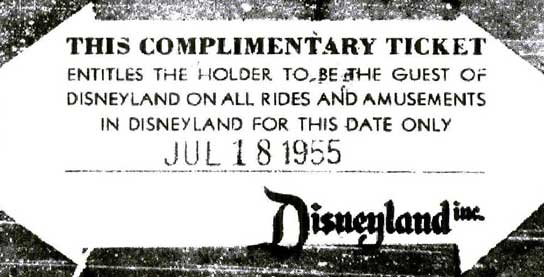 THIS COMPLIMENTARY TICKET
ENTITLES THE HOLDER TO BE THE GUEST OF
DISNEYLAND ON ALL RIDES AND AMUSEMENTS
IN DISNEYLAND FOR THIS DATE ONLY
JUL 18 1955
Disneyland inc.